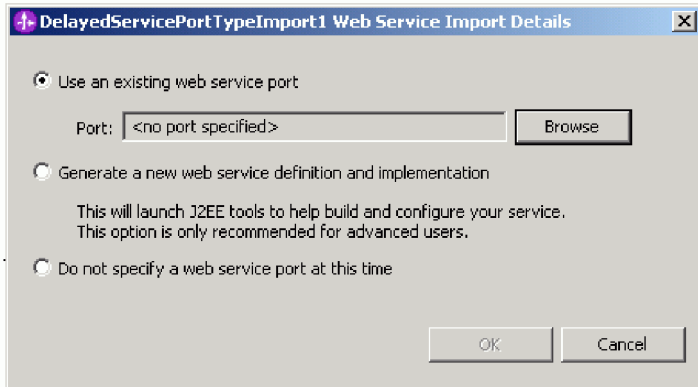 DelayedServicePortTypeImport1 Web Service Import Details
Use an existing web service port
Port: <no port specified> Browse
Generate a new web service definition and implementation
This will launch J2EE tools to help build and configure your service.
This option is only recommended for advanced users.
Do not specify a web service port at this time
OK Cancel